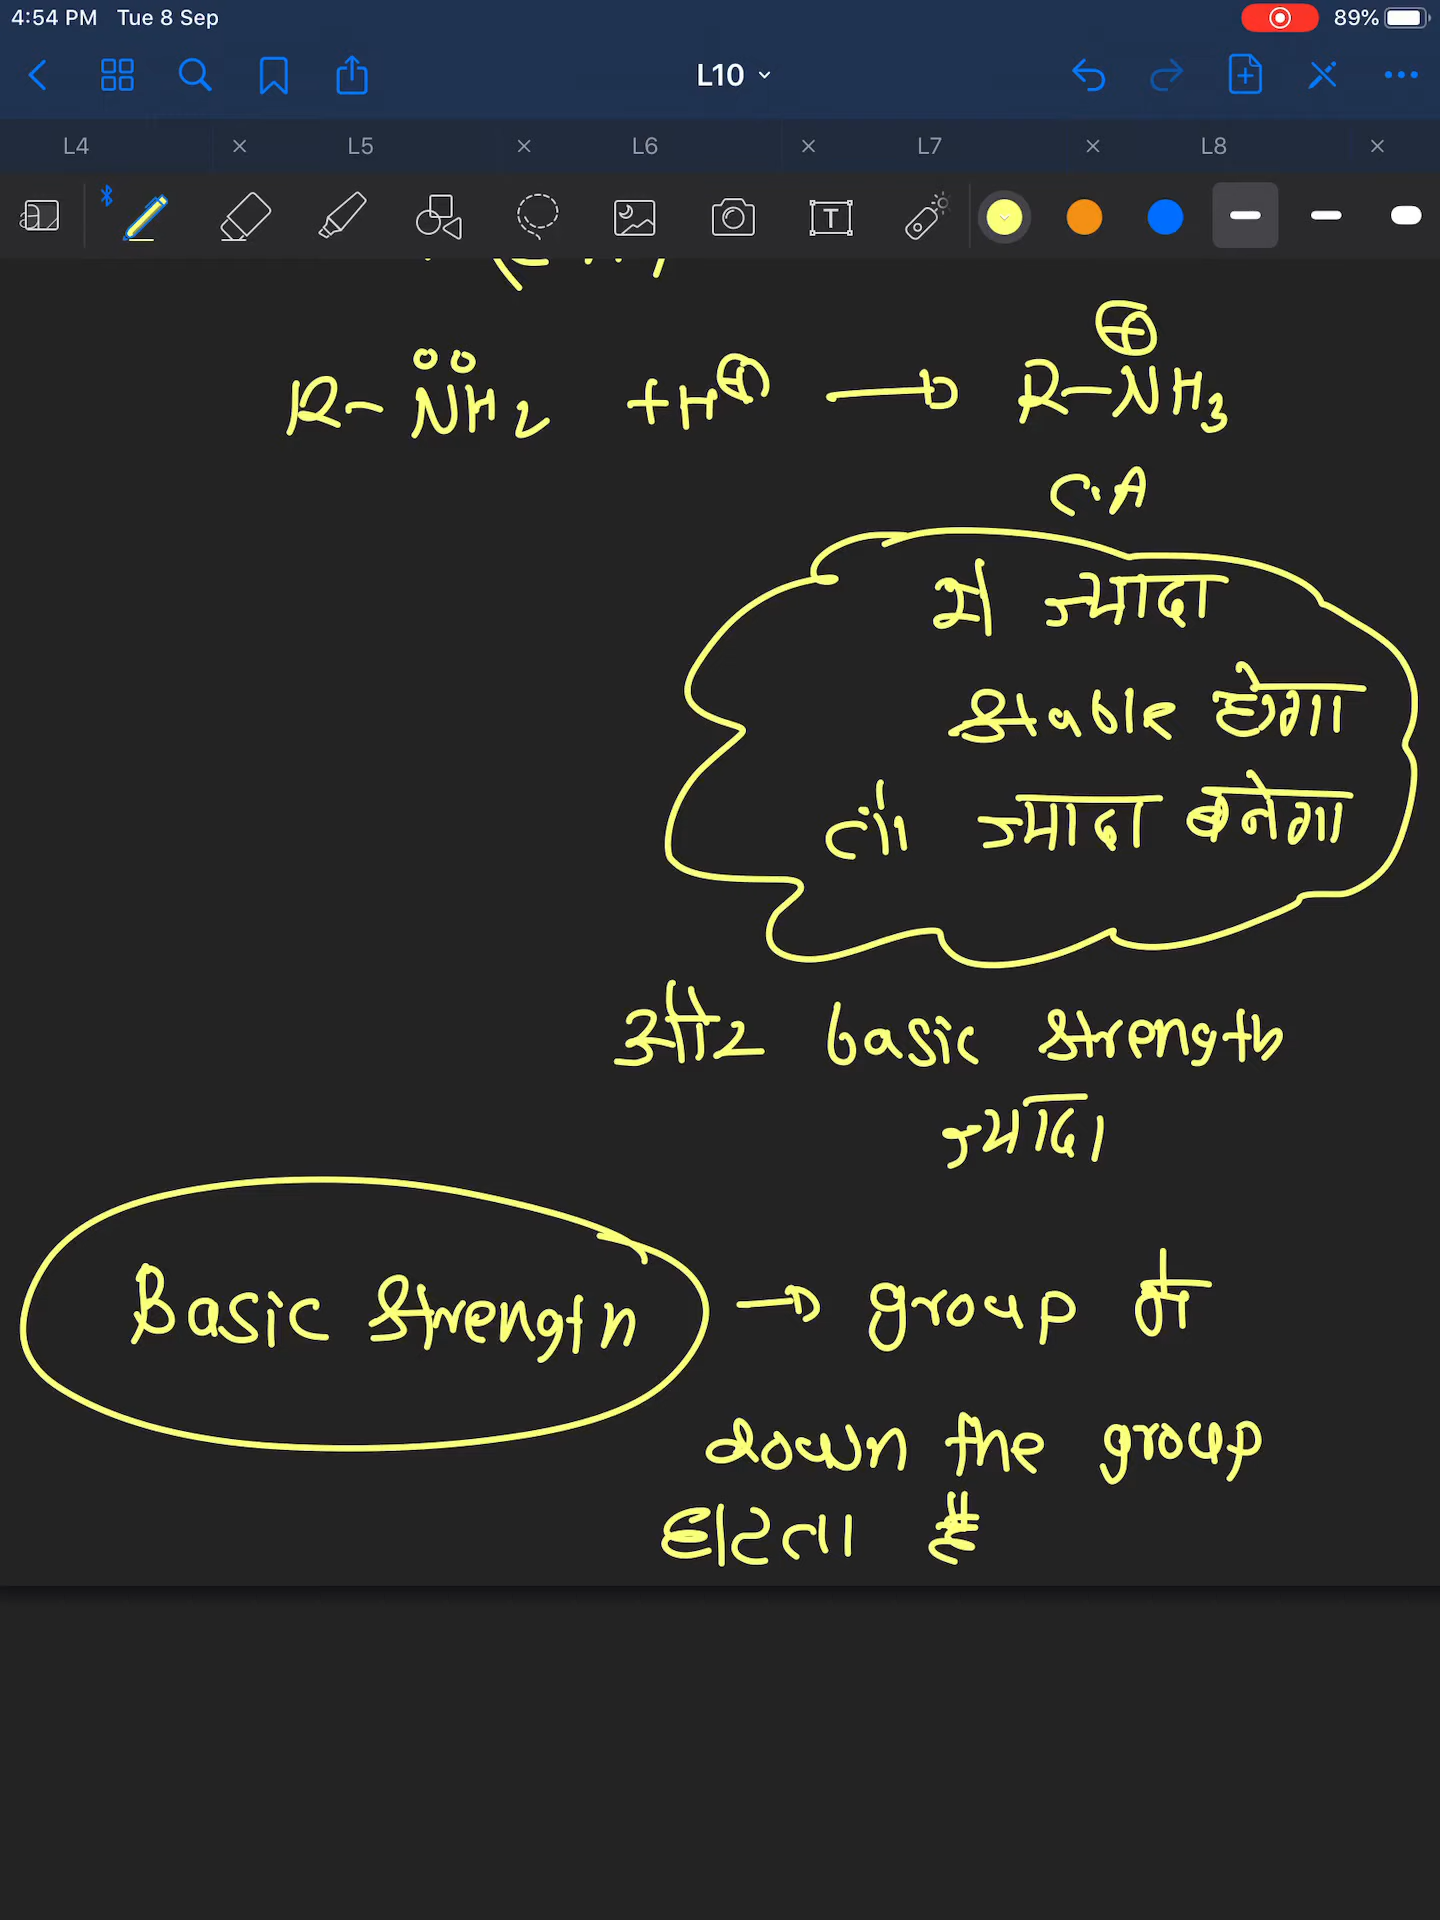 4:54 PM Tue 8 Sep 89%
L10
L4 L5 L6 L7 L8
R-NH2 +H⊕ → R-NH3 ⊕
C.A
ये ज्यादा
stable होगा
तो ज्यादा बनेगा
और basic strength
ज्यादा
Basic strength → group में
down the group
घटता है